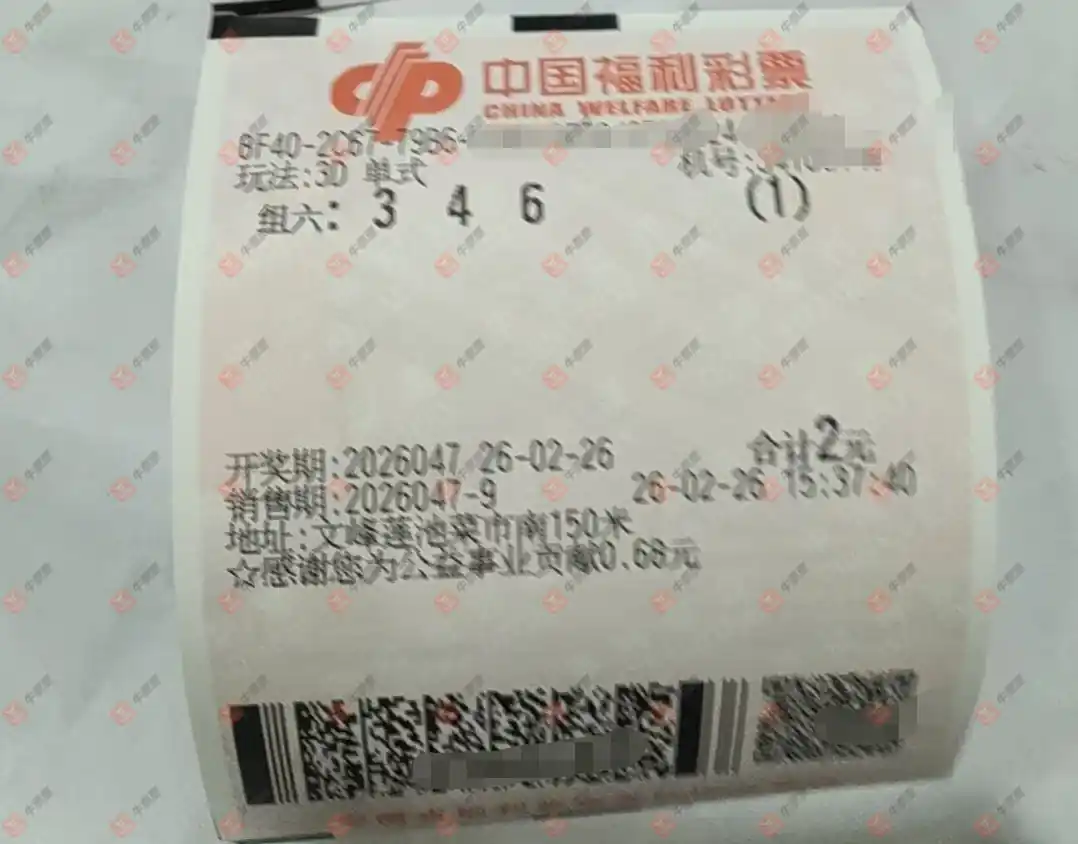 中国福利彩票
CHINA WELFARE LOTT
6F40-2C67-79B6-
机号:
玩法:3D 单式
组六: 3 4 6 (1)
合计2元
开奖期:2026047 26-02-26
销售期:2026047-9 26-02-26 15:37:40
地址:文峰莲池菜市南150米
☆感谢您为公益事业贡献0.68元